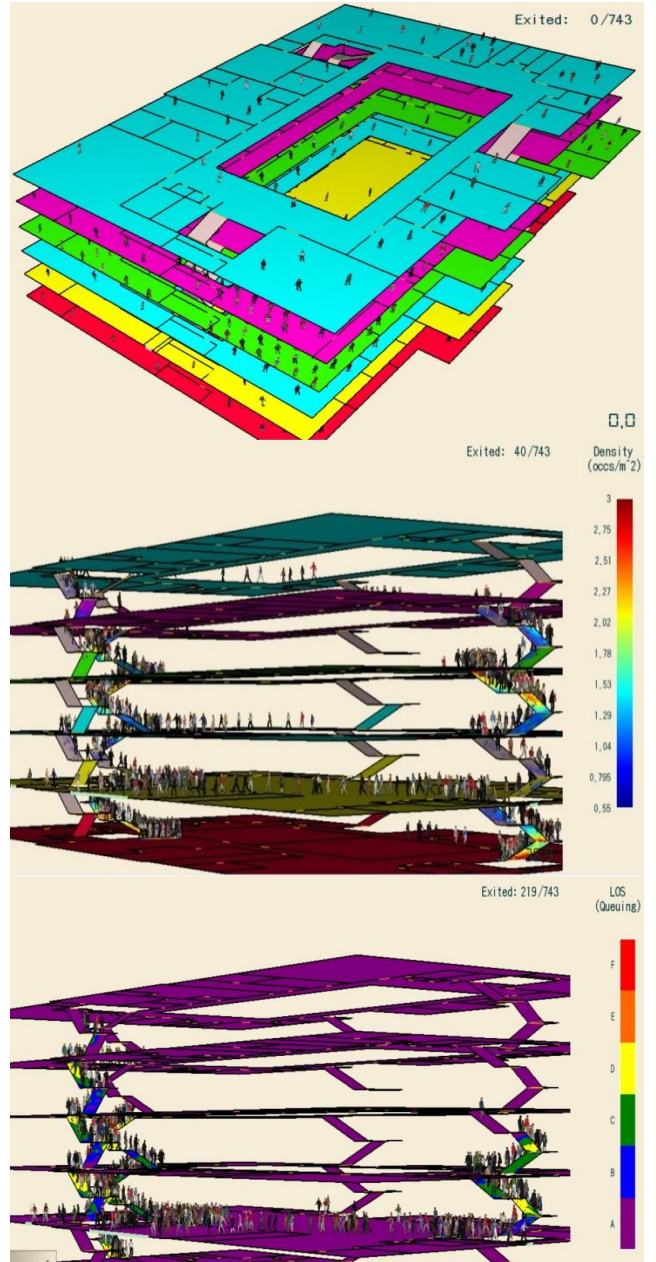 Exited: 0/743
0,0
Exited: 40/743
Density
(occs/m^2)
3
2,75
2,51
2,27
2,02
1,78
1,53
1,29
1,04
0,795
0,55
Exited: 219/743
LOS
(Queuing)
F
E
D
C
B
A